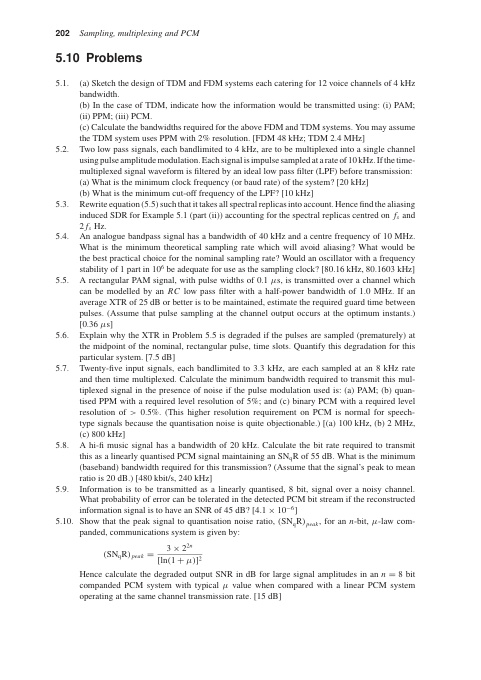 202 Sampling, multiplexing and PCM
5.10 Problems
5.1. (a) Sketch the design of TDM and FDM systems each catering for 12 voice channels of 4 kHz
bandwidth.
(b) In the case of TDM, indicate how the information would be transmitted using: (i) PAM;
(ii) PPM; (iii) PCM.
(c) Calculate the bandwidths required for the above FDM and TDM systems. You may assume
the TDM system uses PPM with 2% resolution. [FDM 48 kHz; TDM 2.4 MHz]
5.2. Two low pass signals, each bandlimited to 4 kHz, are to be multiplexed into a single channel
using pulse amplitude modulation. Each signal is impulse sampled at a rate of 10 kHz. If the time-
multiplexed signal waveform is filtered by an ideal low pass filter (LPF) before transmission:
(a) What is the minimum clock frequency (or baud rate) of the system? [20 kHz]
(b) What is the minimum cut-off frequency of the LPF? [10 kHz]
5.3. Rewrite equation (5.5) such that it takes all spectral replicas into account. Hence find the aliasing
induced SDR for Example 5.1 (part (ii)) accounting for the spectral replicas centred on fs and
2fs Hz.
5.4. An analogue bandpass signal has a bandwidth of 40 kHz and a centre frequency of 10 MHz.
What is the minimum theoretical sampling rate which will avoid aliasing? What would be
the best practical choice for the nominal sampling rate? Would an oscillator with a frequency
stability of 1 part in 10⁶ be adequate for use as the sampling clock? [80.16 kHz, 80.1603 kHz]
5.5. A rectangular PAM signal, with pulse widths of 0.1 μs, is transmitted over a channel which
can be modelled by an RC low pass filter with a half-power bandwidth of 1.0 MHz. If an
average XTR of 25 dB or better is to be maintained, estimate the required guard time between
pulses. (Assume that pulse sampling at the channel output occurs at the optimum instants.)
[0.36 μs]
5.6. Explain why the XTR in Problem 5.5 is degraded if the pulses are sampled (prematurely) at
the midpoint of the nominal, rectangular pulse, time slots. Quantify this degradation for this
particular system. [7.5 dB]
5.7. Twenty-five input signals, each bandlimited to 3.3 kHz, are each sampled at an 8 kHz rate
and then time multiplexed. Calculate the minimum bandwidth required to transmit this mul-
tiplexed signal in the presence of noise if the pulse modulation used is: (a) PAM; (b) quan-
tised PPM with a required level resolution of 5%; and (c) binary PCM with a required level
resolution of > 0.5%. (This higher resolution requirement on PCM is normal for speech-
type signals because the quantisation noise is quite objectionable.) [(a) 100 kHz, (b) 2 MHz,
(c) 800 kHz]
5.8. A hi-fi music signal has a bandwidth of 20 kHz. Calculate the bit rate required to transmit
this as a linearly quantised PCM signal maintaining an SNqR of 55 dB. What is the minimum
(baseband) bandwidth required for this transmission? (Assume that the signal's peak to mean
ratio is 20 dB.) [480 kbit/s, 240 kHz]
5.9. Information is to be transmitted as a linearly quantised, 8 bit, signal over a noisy channel.
What probability of error can be tolerated in the detected PCM bit stream if the reconstructed
information signal is to have an SNR of 45 dB? [4.1 × 10⁻⁶]
5.10. Show that the peak signal to quantisation noise ratio, (SNqR)peak, for an n-bit, μ-law com-
panded, communications system is given by:
(SNqR)peak = 3 × 2²ⁿ / [ln(1 + μ)]²
Hence calculate the degraded output SNR in dB for large signal amplitudes in an n = 8 bit
companded PCM system with typical μ value when compared with a linear PCM system
operating at the same channel transmission rate. [15 dB]